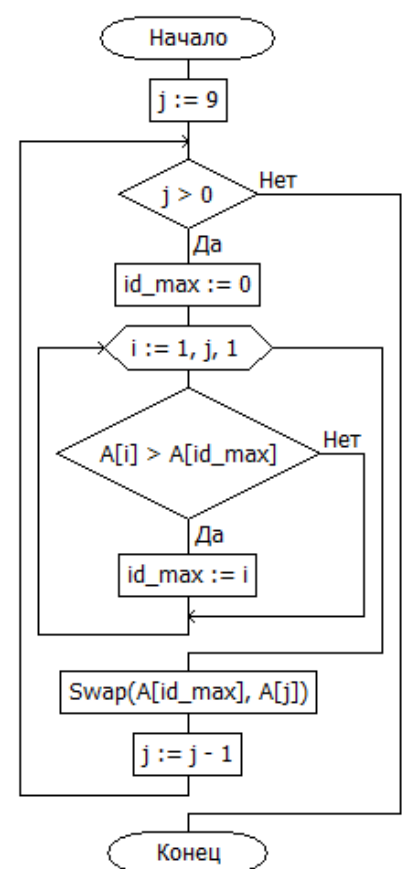 Начало
j := 9
j > 0
Нет
Да
id_max := 0
i := 1, j, 1
A[i] > A[id_max]
Нет
Да
id_max := i
Swap(A[id_max], A[j])
j := j - 1
Конец